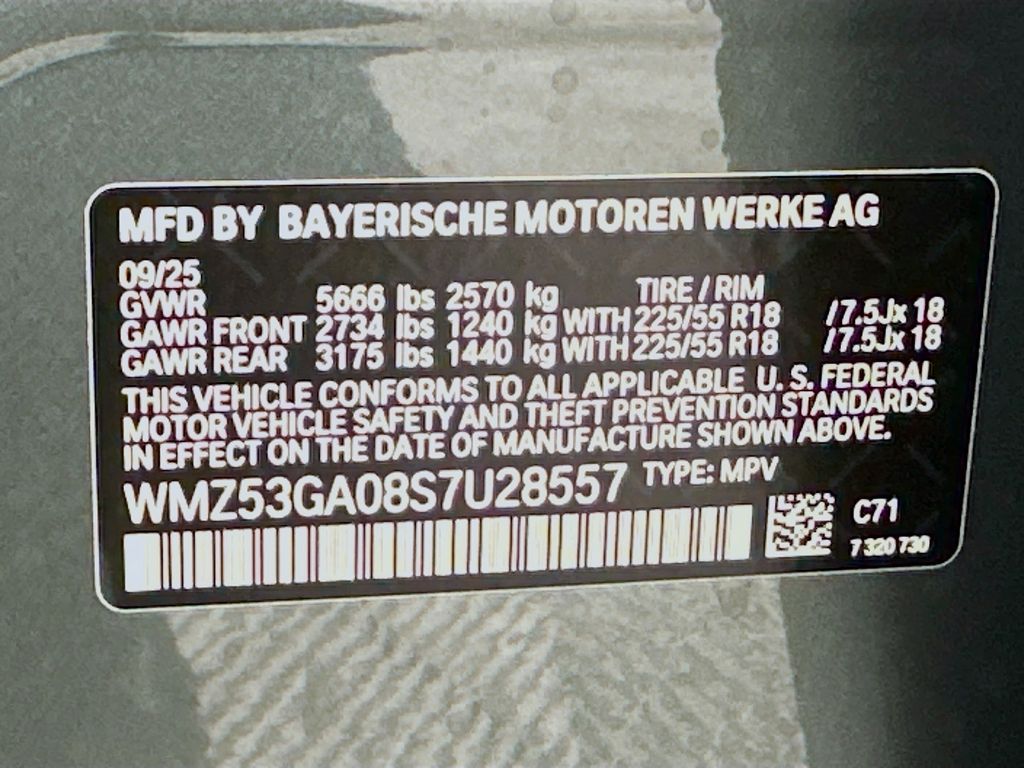 MFD BY BAYERISCHE MOTOREN WERKE AG
09/25
GVWR 5666 lbs 2570 kg TIRE / RIM
GAWR FRONT 2734 lbs 1240 kg WITH 225/55 R18 /7.5Jx 18
GAWR REAR 3175 lbs 1440 kg WITH 225/55 R18 /7.5Jx 18
THIS VEHICLE CONFORMS TO ALL APPLICABLE U. S. FEDERAL
MOTOR VEHICLE SAFETY AND THEFT PREVENTION STANDARDS
IN EFFECT ON THE DATE OF MANUFACTURE SHOWN ABOVE.
WMZ53GA08S7U28557 TYPE: MPV
C71
7 320 730